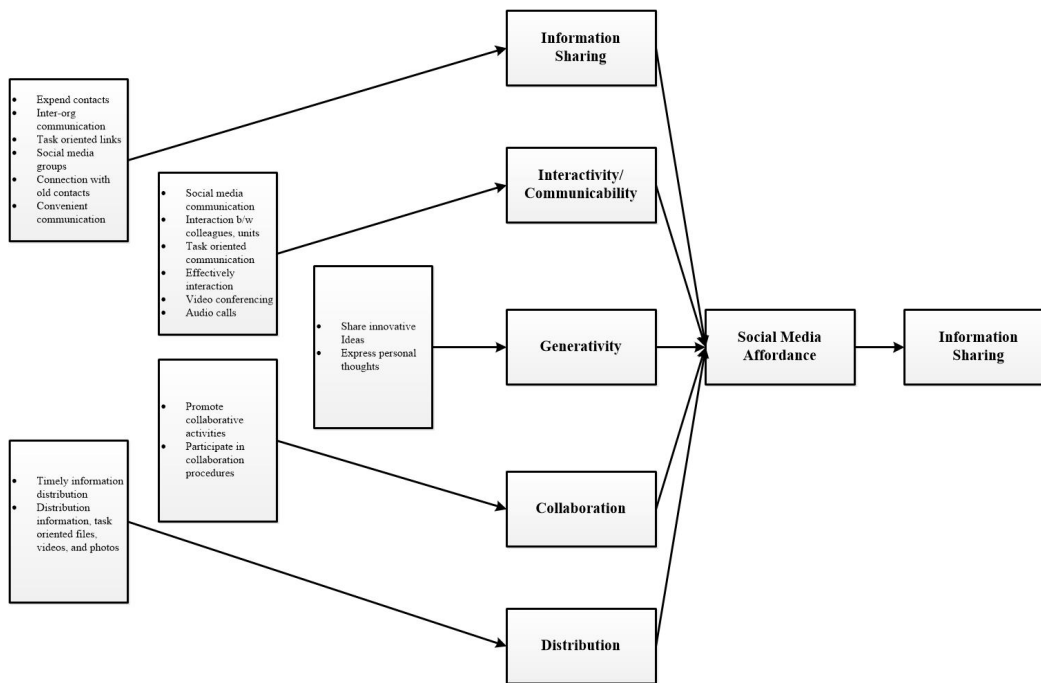 Information
Sharing
• Expend contacts
• Inter-org
communication
• Task oriented links
• Social media
groups
• Connection with
old contacts
• Convenient
communication
Interactivity/
Communicability
• Social media
communication
• Interaction b/w
colleagues, units
• Task oriented
communication
• Effectively
interaction
• Video conferencing
• Audio calls
• Share innovative
Ideas
• Express personal
thoughts
Generativity
Social Media
Affordance
Information
Sharing
• Promote
collaborative
activities
• Participate in
collaboration
procedures
Collaboration
• Timely information
distribution
• Distribution
information, task
oriented files,
videos, and photos
Distribution